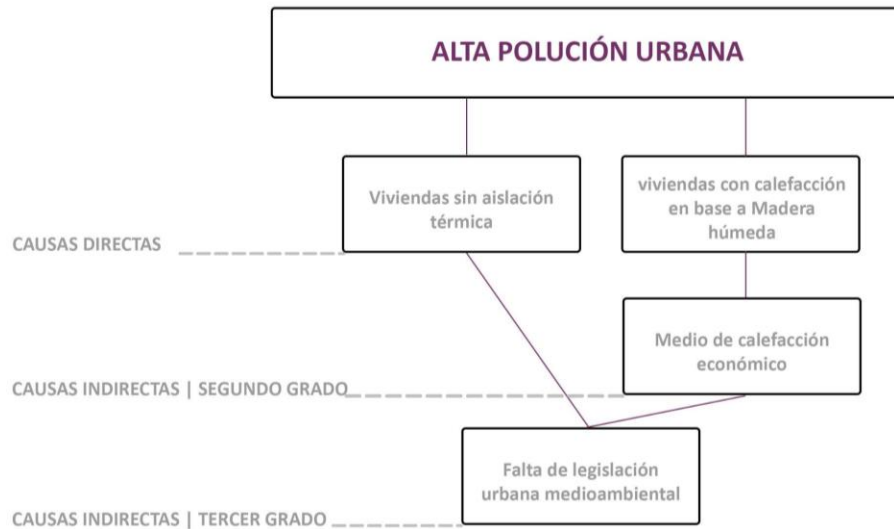 ALTA POLUCIÓN URBANA
Viviendas sin aislación
térmica
viviendas con calefacción
en base a Madera
húmeda
CAUSAS DIRECTAS
Medio de calefacción
económico
CAUSAS INDIRECTAS | SEGUNDO GRADO
Falta de legislación
urbana medioambiental
CAUSAS INDIRECTAS | TERCER GRADO